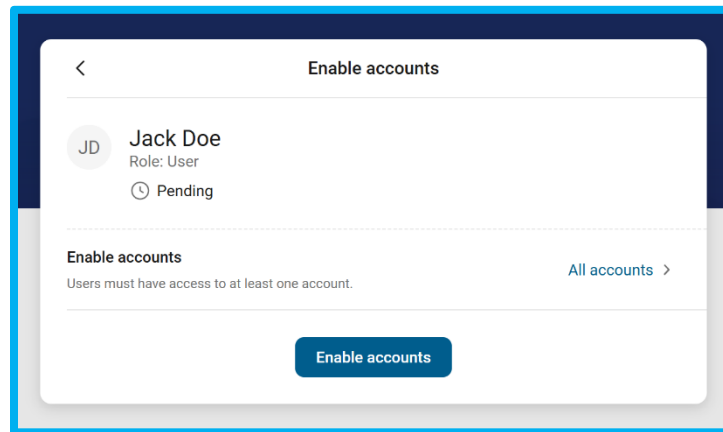 Enable accounts
JD
Jack Doe
Role: User
Pending
Enable accounts
Users must have access to at least one account.
All accounts
Enable accounts